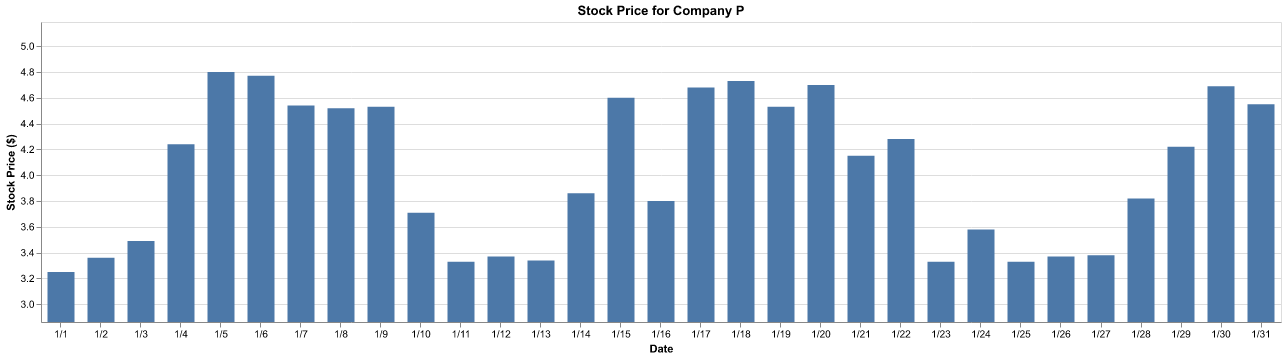 Stock Price for Company P
Stock Price ($)
5.0
4.8
4.6
4.4
4.2
4.0
3.8
3.6
3.4
3.2
3.0
1/1 1/2 1/3 1/4 1/5 1/6 1/7 1/8 1/9 1/10 1/11 1/12 1/13 1/14 1/15 1/16 1/17 1/18 1/19 1/20 1/21 1/22 1/23 1/24 1/25 1/26 1/27 1/28 1/29 1/30 1/31
Date